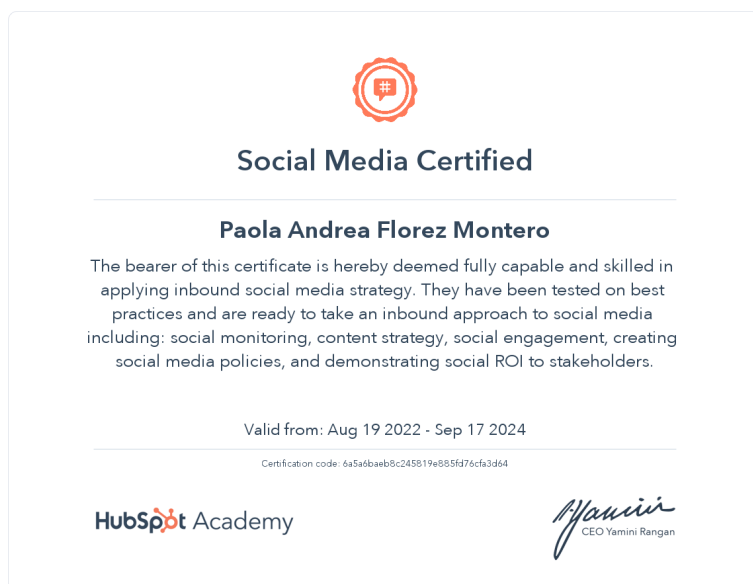 #
Social Media Certified
Paola Andrea Florez Montero
The bearer of this certificate is hereby deemed fully capable and skilled in
applying inbound social media strategy. They have been tested on best
practices and are ready to take an inbound approach to social media
including: social monitoring, content strategy, social engagement, creating
social media policies, and demonstrating social ROI to stakeholders.
Valid from: Aug 19 2022 - Sep 17 2024
Certification code: 6a5a6baeb8c245819e885fd76cfa3d64
HubSpot Academy
Yamini
CEO Yamini Rangan